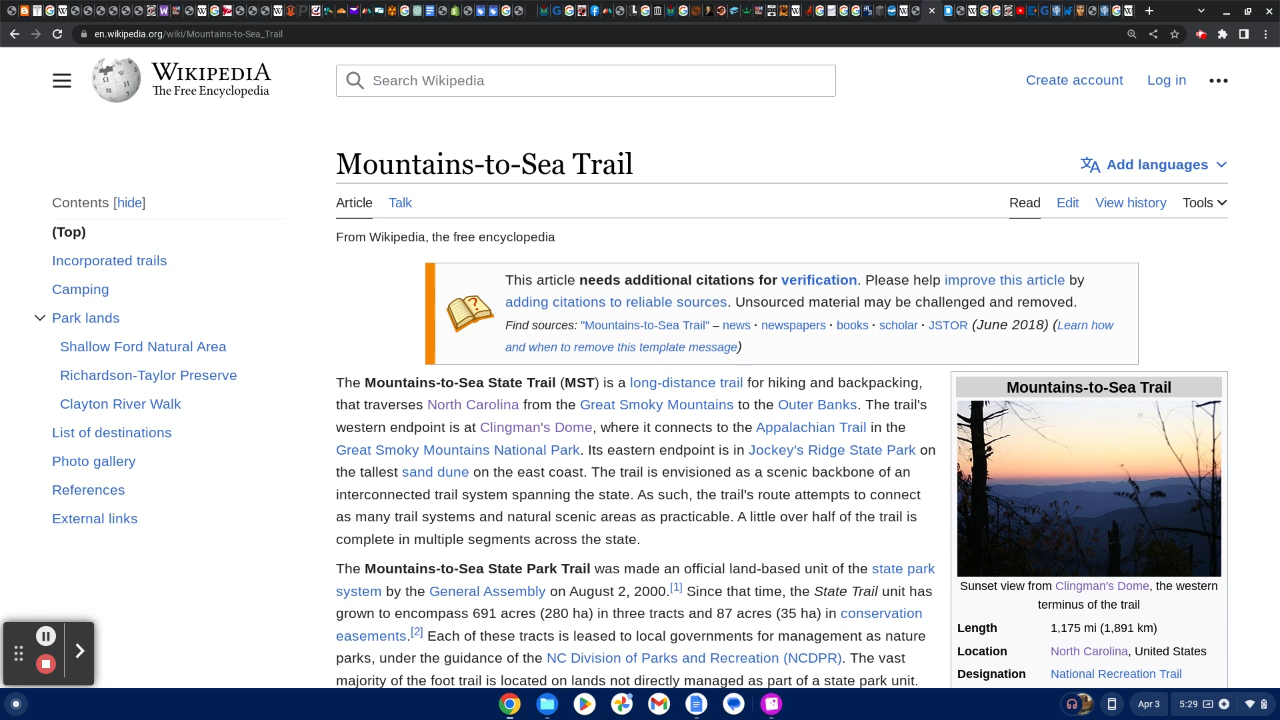 en.wikipedia.org/wiki/Mountains-to-Sea_Trail
WIKIPEDIA
The Free Encyclopedia
Search Wikipedia
Create account
Log in
Mountains-to-Sea Trail
Add languages
Contents [hide]
Article
Talk
Read
Edit
View history
Tools
(Top)
Incorporated trails
Camping
Park lands
Shallow Ford Natural Area
Richardson-Taylor Preserve
Clayton River Walk
List of destinations
Photo gallery
References
External links
From Wikipedia, the free encyclopedia
This article needs additional citations for verification. Please help improve this article by
adding citations to reliable sources. Unsourced material may be challenged and removed.
Find sources: "Mountains-to-Sea Trail" – news · newspapers · books · scholar · JSTOR (June 2018) (Learn how
and when to remove this template message)
The Mountains-to-Sea State Trail (MST) is a long-distance trail for hiking and backpacking,
that traverses North Carolina from the Great Smoky Mountains to the Outer Banks. The trail's
western endpoint is at Clingman's Dome, where it connects to the Appalachian Trail in the
Great Smoky Mountains National Park. Its eastern endpoint is in Jockey's Ridge State Park on
the tallest sand dune on the east coast. The trail is envisioned as a scenic backbone of an
interconnected trail system spanning the state. As such, the trail's route attempts to connect
as many trail systems and natural scenic areas as practicable. A little over half of the trail is
complete in multiple segments across the state.
The Mountains-to-Sea State Park Trail was made an official land-based unit of the state park
system by the General Assembly on August 2, 2000.[1] Since that time, the State Trail unit has
grown to encompass 691 acres (280 ha) in three tracts and 87 acres (35 ha) in conservation
easements.[2] Each of these tracts is leased to local governments for management as nature
parks, under the guidance of the NC Division of Parks and Recreation (NCDPR). The vast
majority of the foot trail is located on lands not directly managed as part of a state park unit.
Mountains-to-Sea Trail
Sunset view from Clingman's Dome, the western
terminus of the trail
Length 1,175 mi (1,891 km)
Location North Carolina, United States
Designation National Recreation Trail
Apr 3
5:29